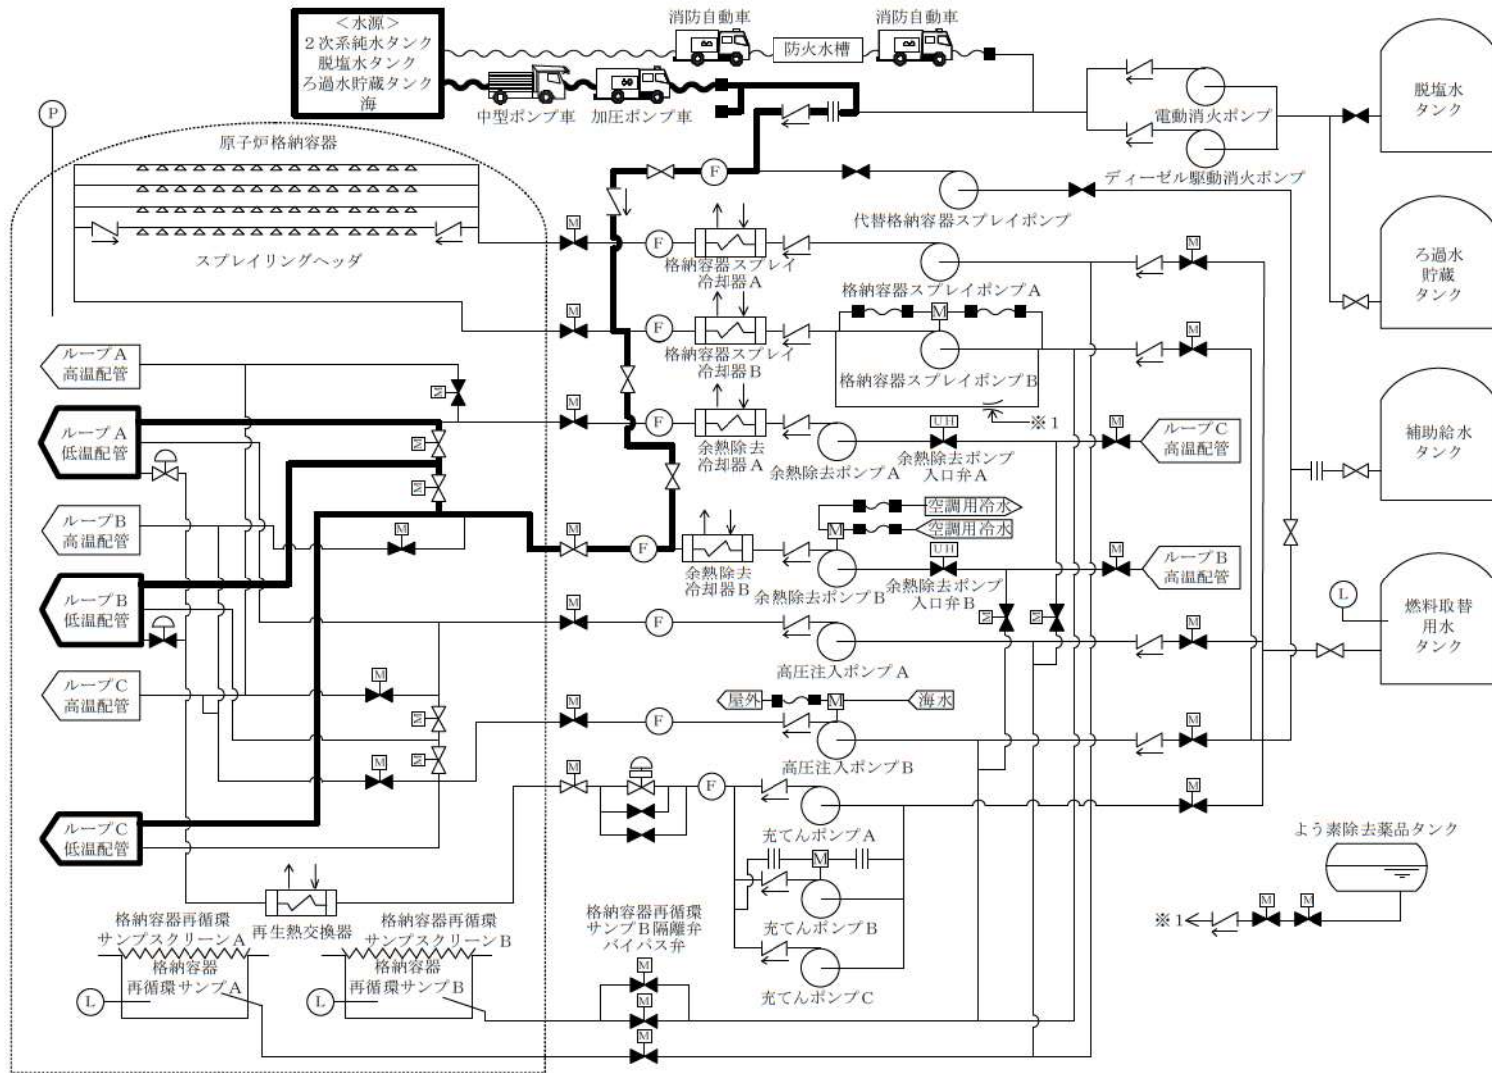 <水源>
2次系純水タンク
脱塩水タンク
ろ過水貯蔵タンク
海
消防自動車
防火水槽
消防自動車
中型ポンプ車
加圧ポンプ車
電動消火ポンプ
ディーゼル駆動消火ポンプ
脱塩水
タンク
P
原子炉格納容器
スプレイリングヘッダ
F
代替格納容器スプレイポンプ
M
F
格納容器スプレイ
冷却器A
格納容器スプレイポンプA
M
ろ過水
貯蔵
タンク
M
F
格納容器スプレイ
冷却器B
M
格納容器スプレイポンプB
M
※1
ループA
高温配管
M
ループA
低温配管
M
M
M
F
余熱除去
冷却器A
余熱除去ポンプA
UH
余熱除去ポンプ
入口弁A
M
ループC
高温配管
補助給水
タンク
ループB
高温配管
M
M
F
余熱除去
冷却器B
空調用冷水
空調用冷水
M
余熱除去ポンプB
UH
余熱除去ポンプ
入口弁B
M
ループB
高温配管
M
M
ループB
低温配管
M
F
高圧注入ポンプA
M
L
燃料取替
用水
タンク
ループC
高温配管
M
M
M
M
M
F
屋外
M
海水
高圧注入ポンプB
M
M
F
充てんポンプA
M
ループC
低温配管
M
充てんポンプB
充てんポンプC
よう素除去薬品タンク
※1
M
M
再生熱交換器
格納容器再循環
サンプスクリーンA
格納容器
再循環サンプA
L
格納容器再循環
サンプスクリーンB
格納容器
再循環サンプB
L
格納容器再循環
サンプB隔離弁
バイパス弁
M
M
M